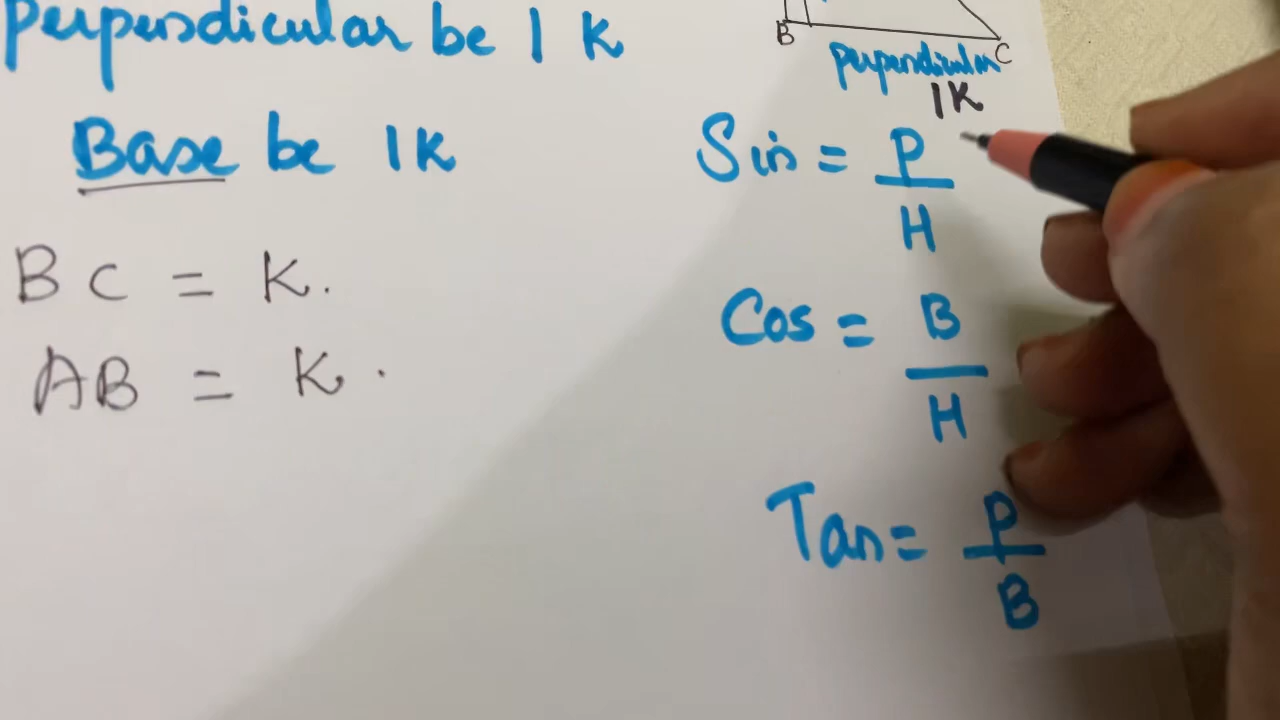 Perpendicular be 1 K
Base be 1K
BC = K.
AB = K.
B
C
perpendicular
1K
Sin = P
H
Cos = B
H
Tan = P
B